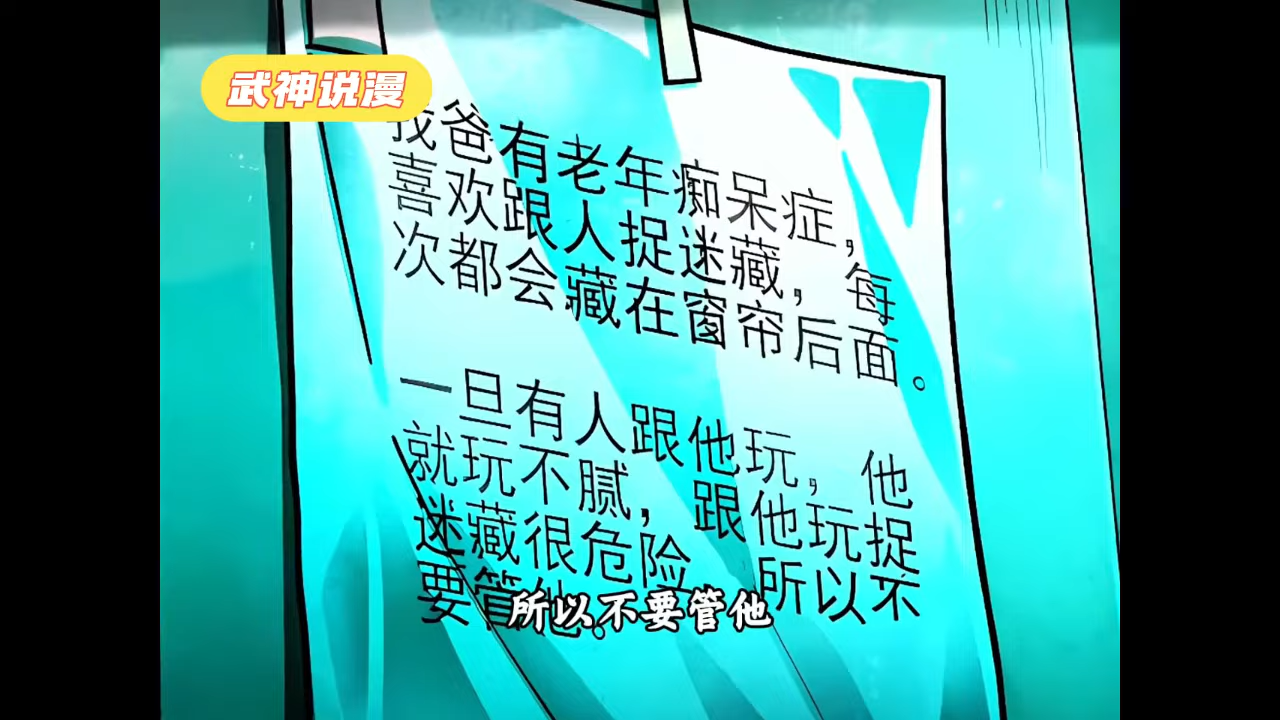 武神说漫
我爸有老年痴呆症，
喜欢跟人捉迷藏，每
次都会藏在窗帘后面。
一旦有人跟他玩，他
就玩不腻，跟他玩捉
迷藏很危险，所以不
要管他。
所以不要管他